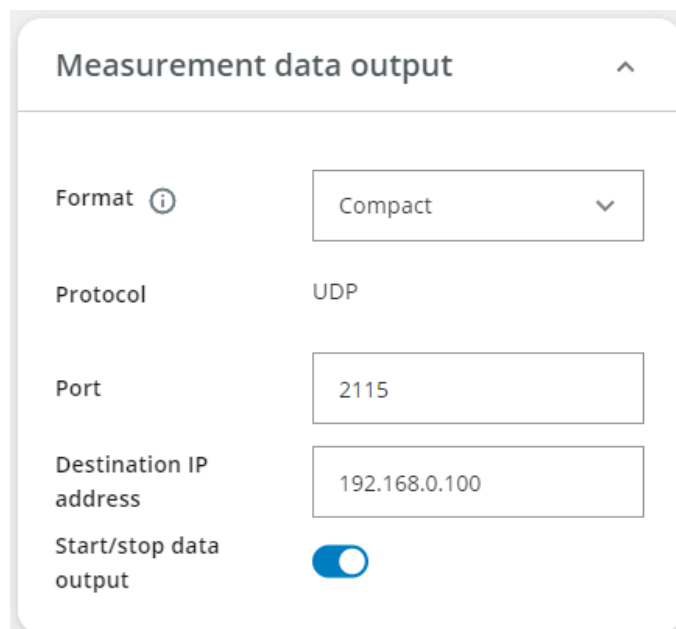 Measurement data output
Format
Compact
Protocol
UDP
Port
2115
Destination IP
address
192.168.0.100
Start/stop data
output